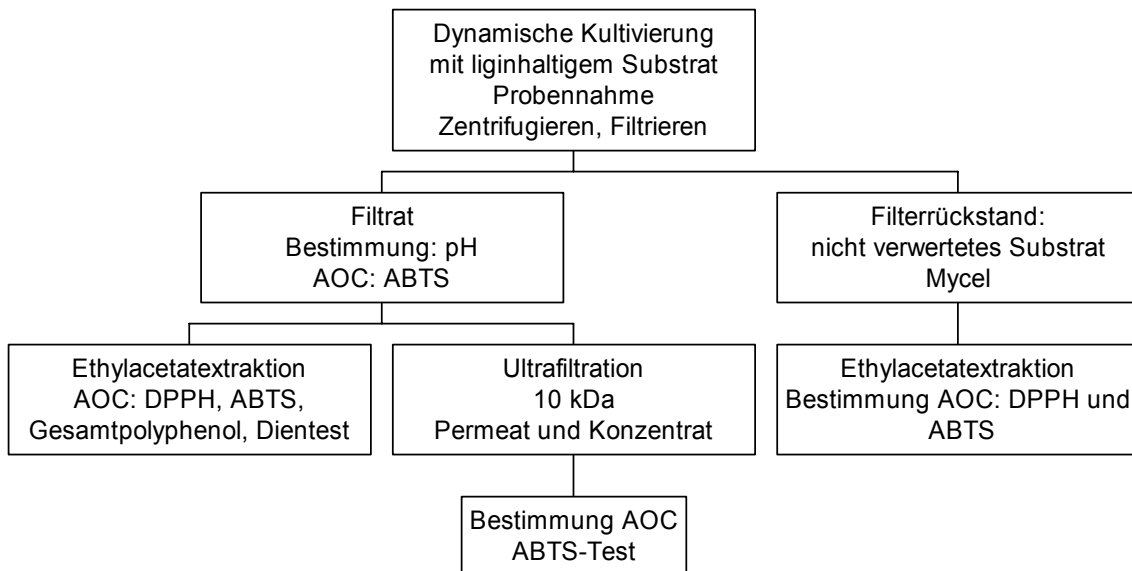 Dynamische Kultivierung
mit liginhaltigem Substrat
Probennahme
Zentrifugieren, Filtrieren
Filtrat
Bestimmung: pH
AOC: ABTS
Filterrückstand:
nicht verwertetes Substrat
Mycel
Ethylacetatextraktion
AOC: DPPH, ABTS,
Gesamtpolyphenol, Dientest
Ultrafiltration
10 kDa
Permeat und Konzentrat
Ethylacetatextraktion
Bestimmung AOC: DPPH und
ABTS
Bestimmung AOC
ABTS-Test